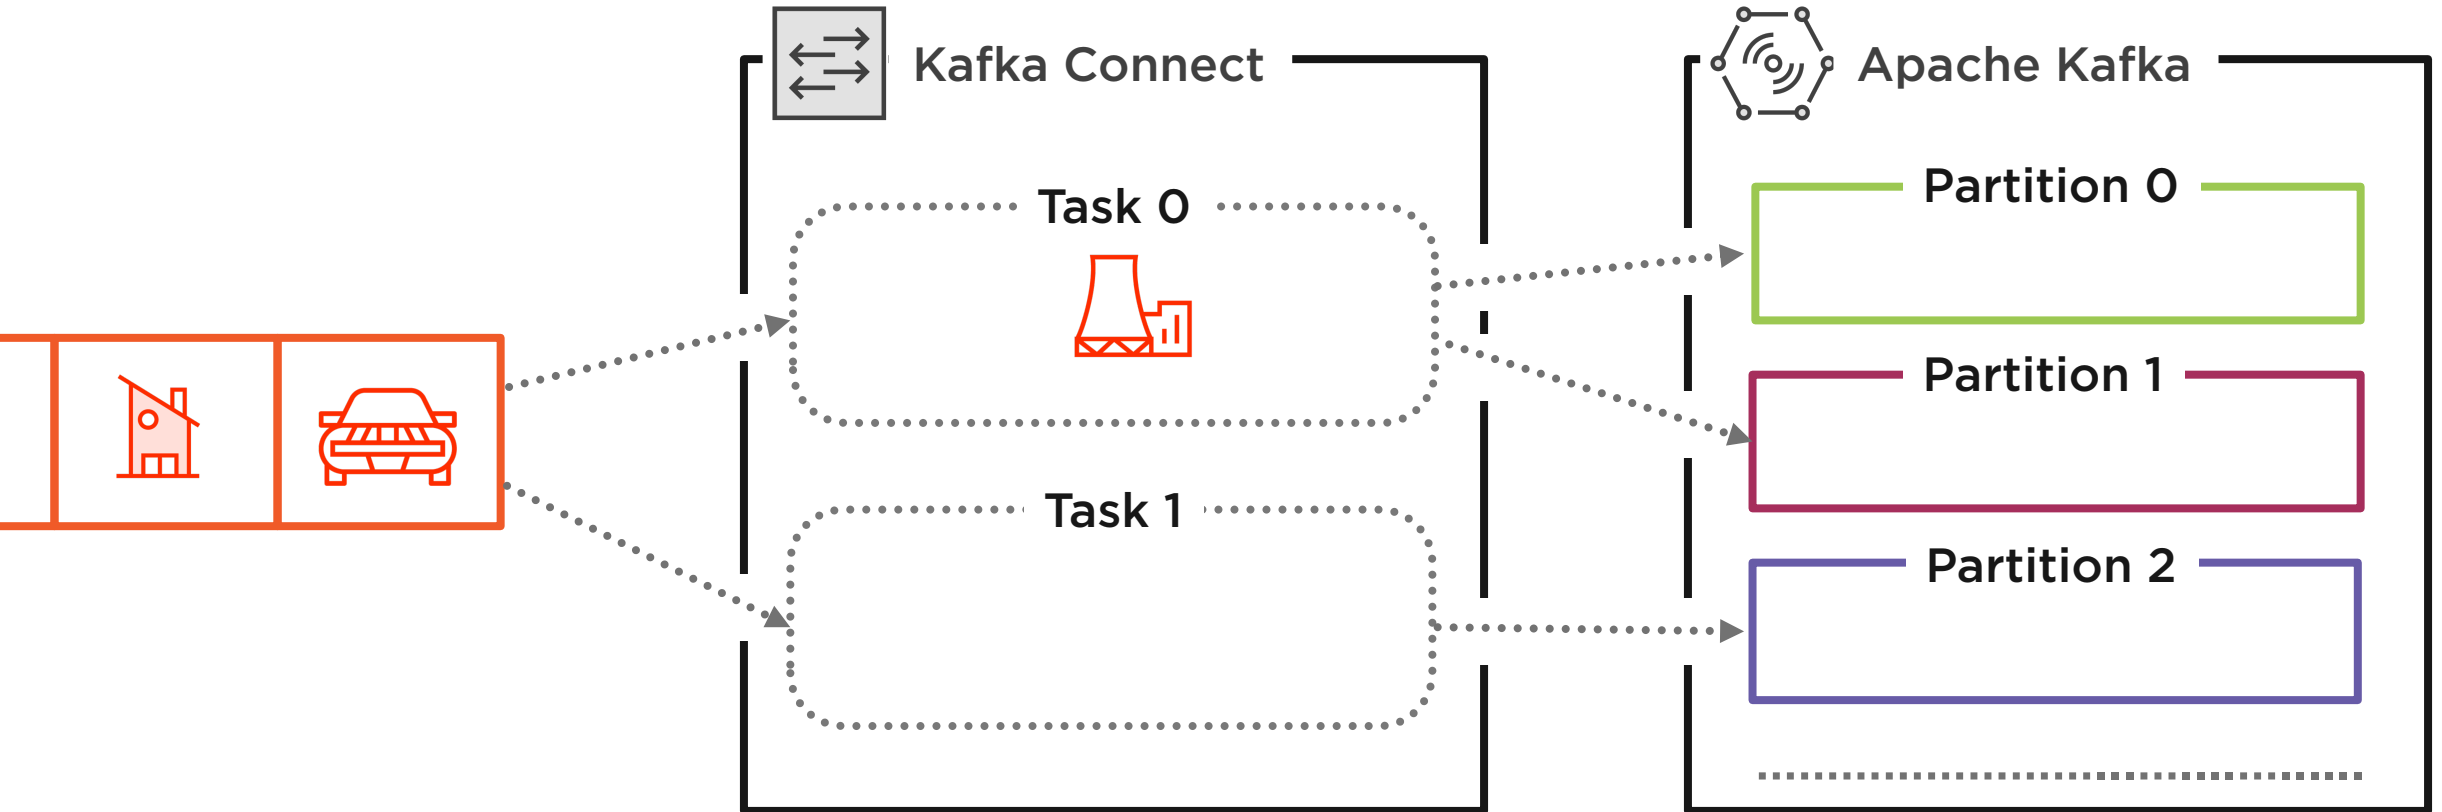 Kafka Connect
Apache Kafka
Task 0
Partition 0
Partition 1
Task 1
Partition 2